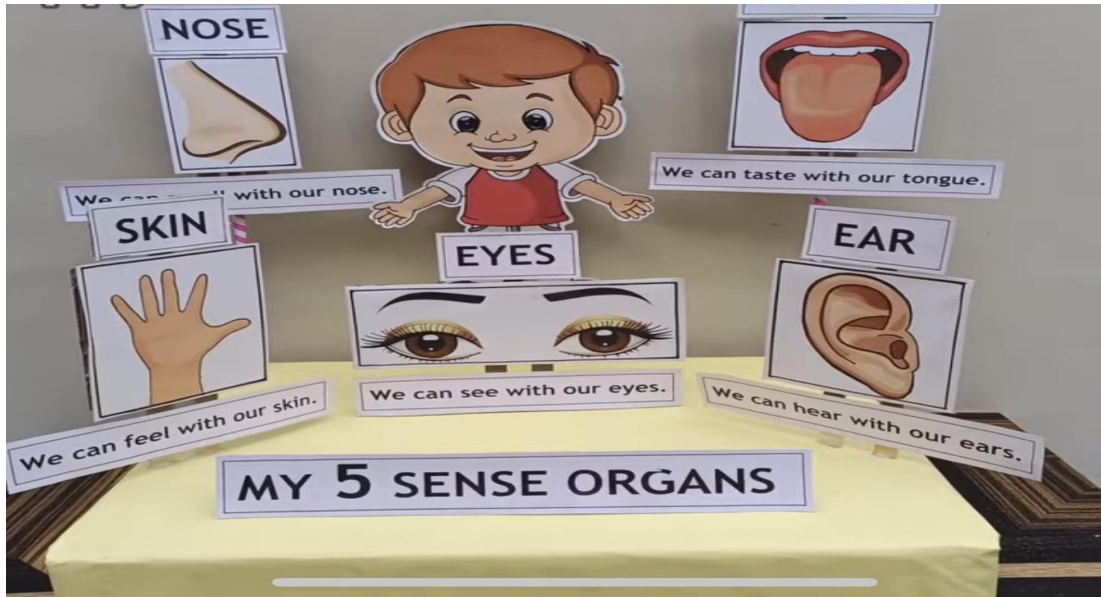 NOSE
We can with our nose.
We can taste with our tongue.
SKIN
EYES
EAR
We can feel with our skin.
We can see with our eyes.
We can hear with our ears.
MY 5 SENSE ORGANS